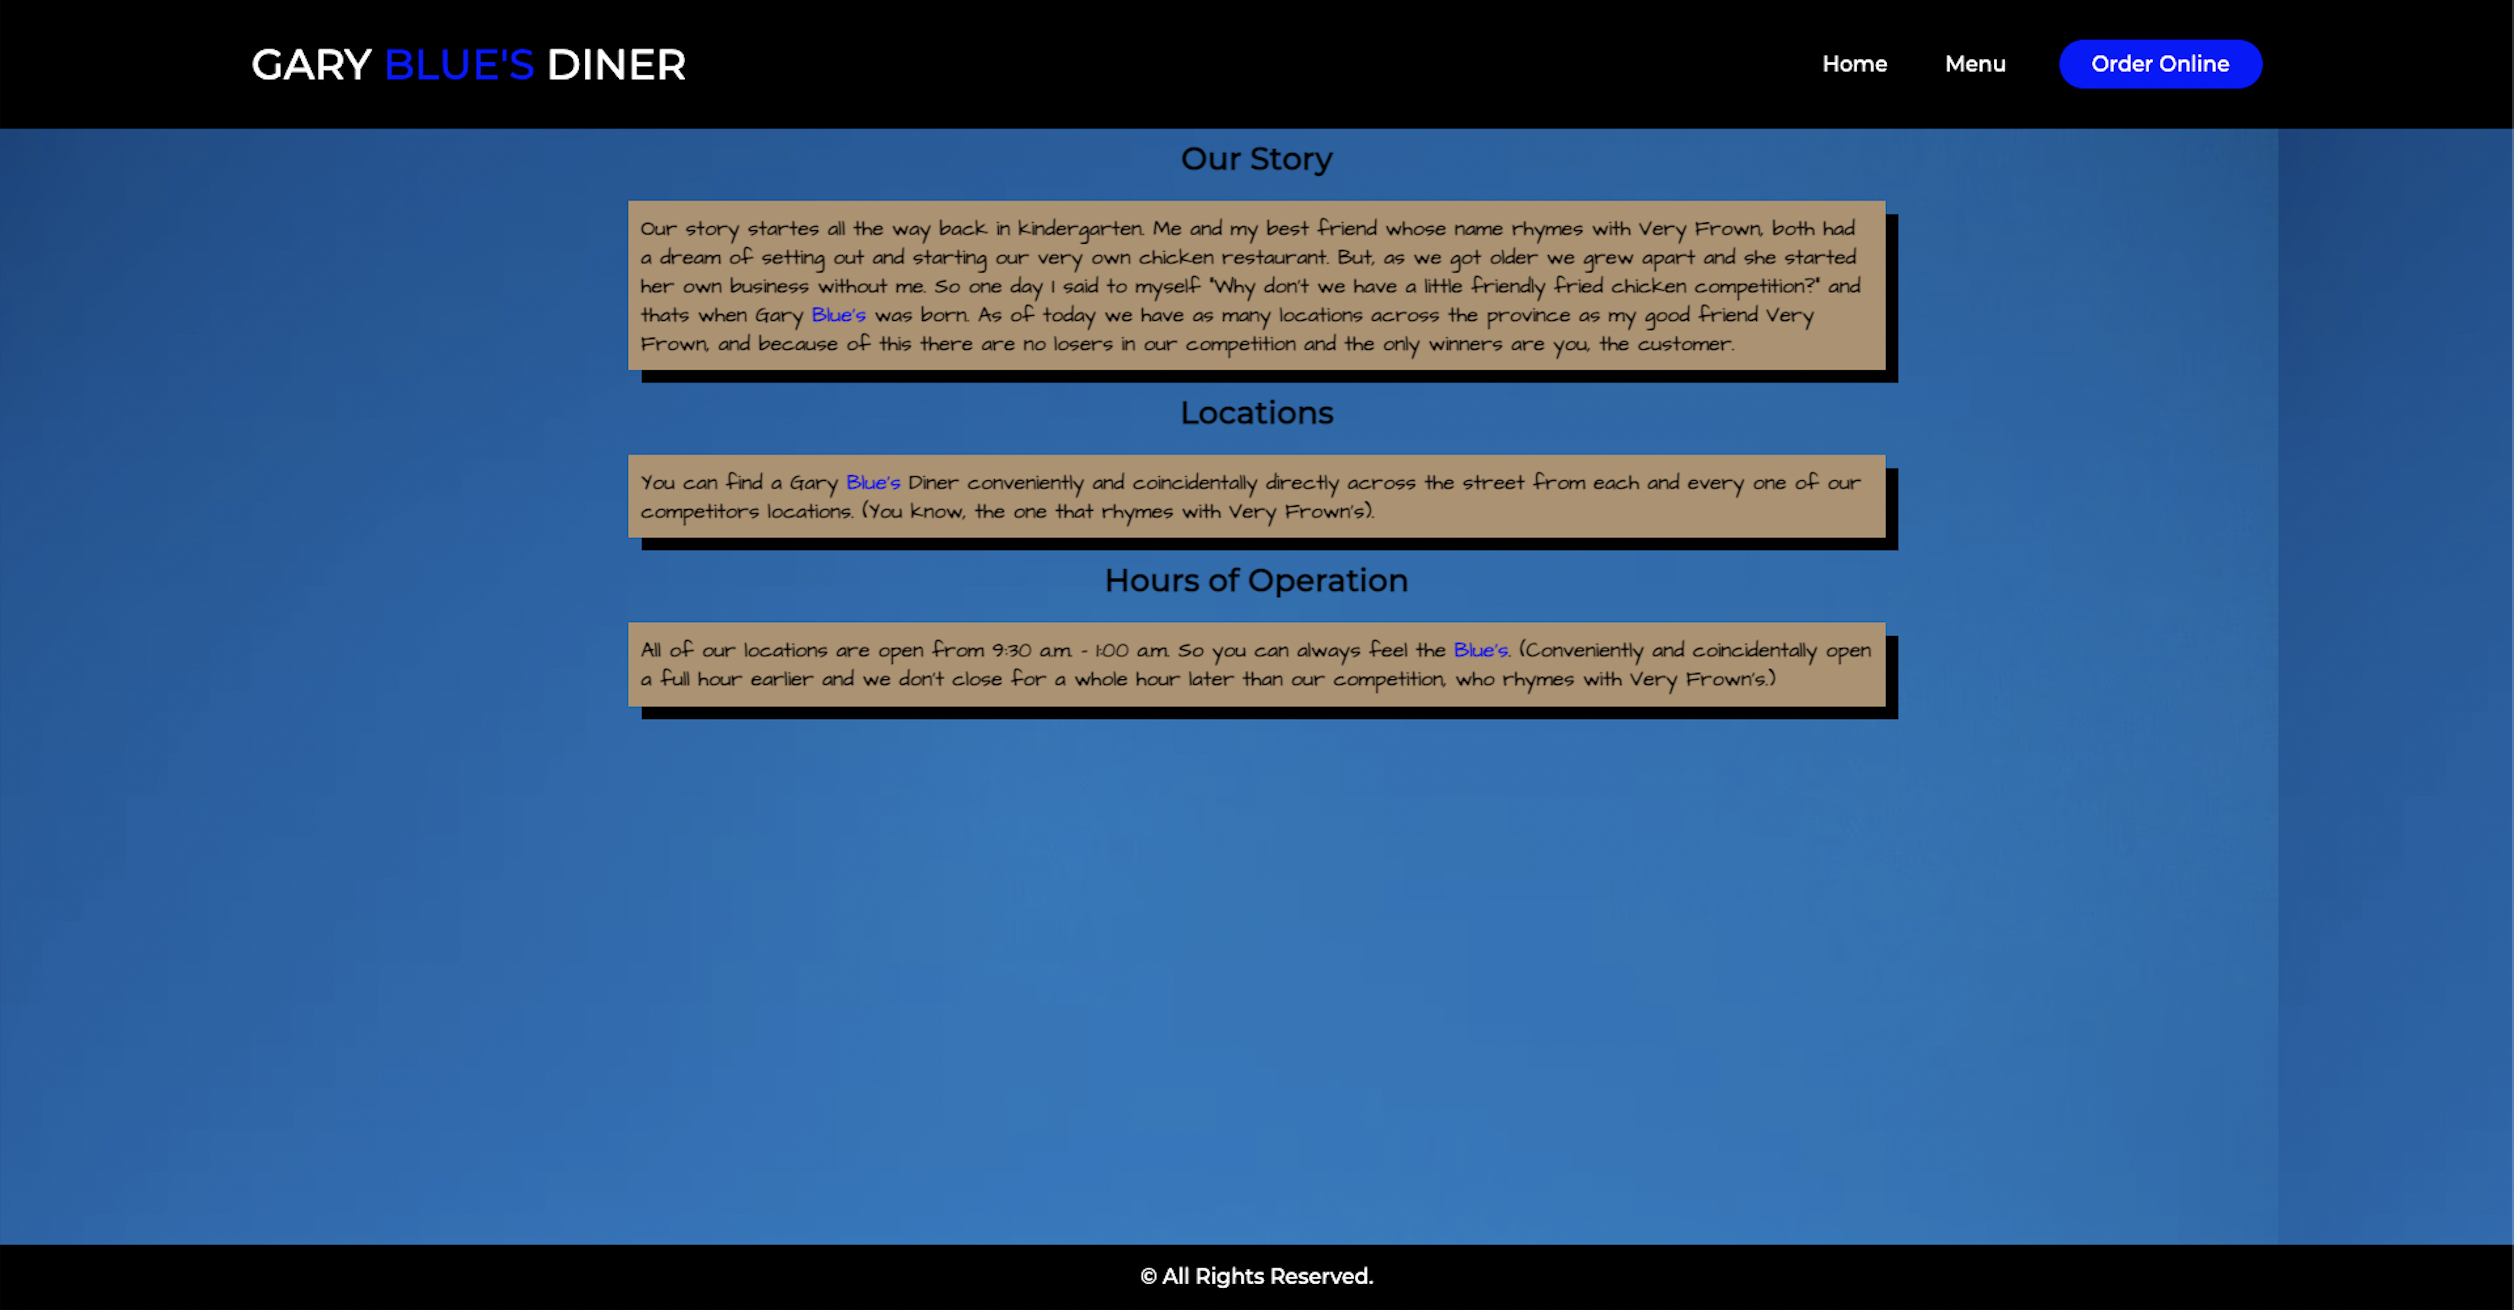 GARY BLUE'S DINER
Home
Menu
Order Online
Our Story
Our story startes all the way back in kindergarten. Me and my best friend whose name rhymes with Very Frown, both had
a dream of setting out and starting our very own chicken restaurant. But, as we got older we grew apart and she started
her own business without me. So one day I said to myself "Why don't we have a little friendly fried chicken competition?" and
thats when Gary Blue's was born. As of today we have as many locations across the province as my good friend Very
Frown, and because of this there are no losers in our competition and the only winners are you, the customer.
Locations
You can find a Gary Blue's Diner conveniently and coincidentally directly across the street from each and every one of our
competitors locations. (You know, the one that rhymes with Very Frown's).
Hours of Operation
All of our locations are open from 9:30 a.m. - 1:00 a.m. So you can always feel the Blue's. (Conveniently and coincidentally open
a full hour earlier and we don't close for a whole hour later than our competition, who rhymes with Very Frown's.)
© All Rights Reserved.